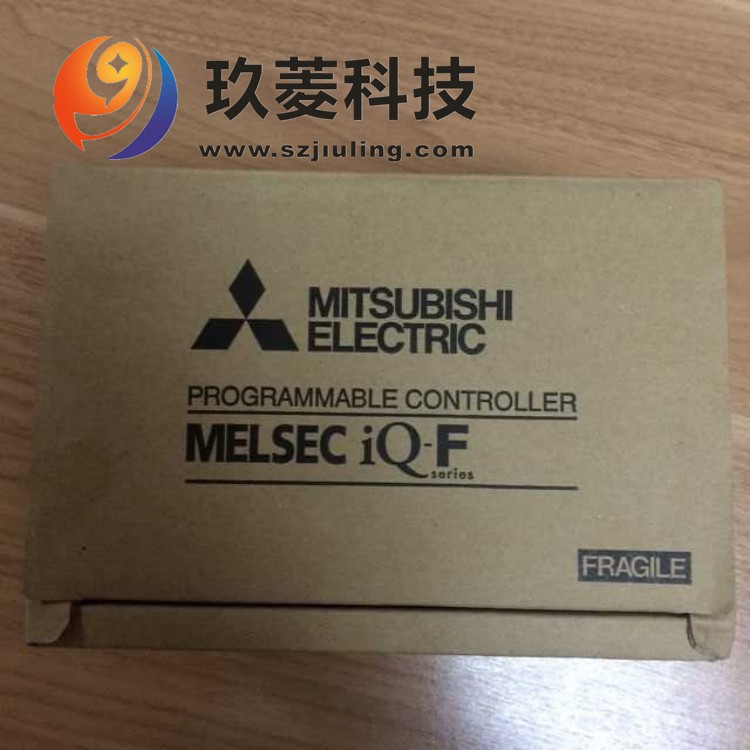 玖菱科技
www.szjiuling.com
MITSUBISHI
ELECTRIC
PROGRAMMABLE CONTROLLER
MELSEC iQ-F
series
FRAGILE